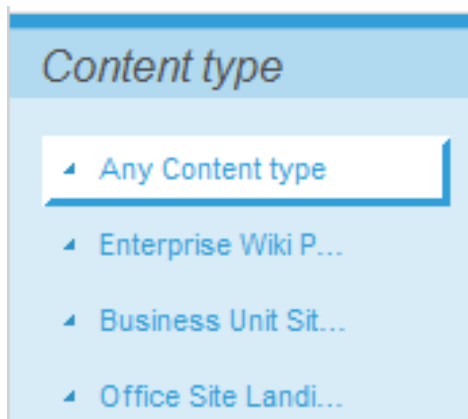 Content type
Any Content type
Enterprise Wiki P...
Business Unit Sit...
Office Site Landi...